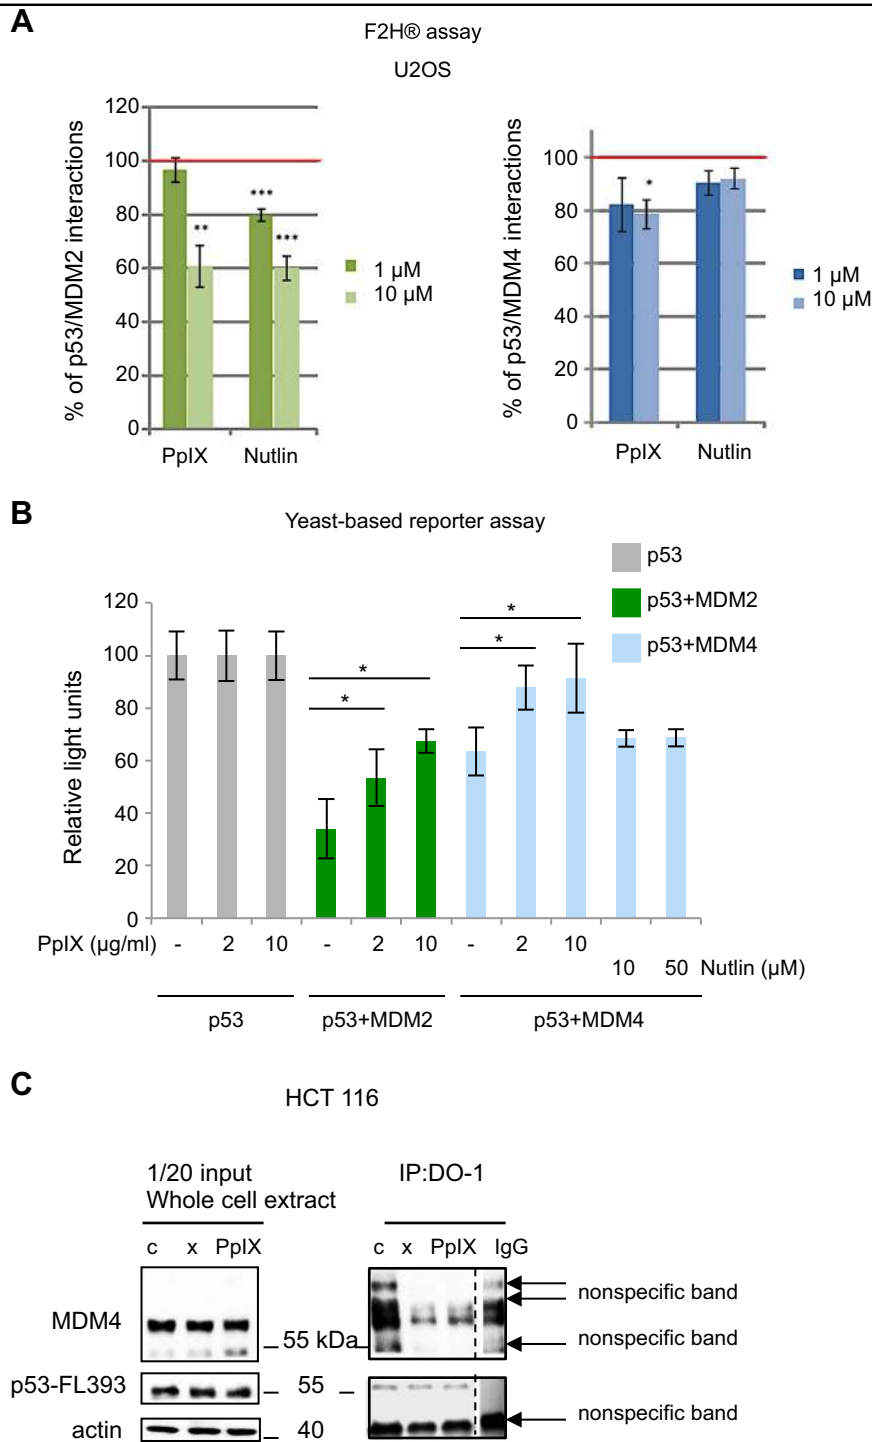 A
F2H® assay
U2OS
% of p53/MDM2 interactions
120
100
80
60
40
20
0
***
**
***
PpIX
Nutlin
1 µM
10 µM
% of p53/MDM4 interactions
100
80
60
40
20
0
*
PpIX
Nutlin
1 µM
10 µM
B
Yeast-based reporter assay
p53
p53+MDM2
p53+MDM4
Relative light units
120
100
80
60
40
20
0
*
*
*
*
PpIX (µg/ml) - 2 10 - 2 10 - 2 10
10 50 Nutlin (µM)
p53 p53+MDM2 p53+MDM4
C
HCT 116
1/20 input
Whole cell extract
IP:DO-1
c x PpIX
c x PpIX IgG
MDM4
55 kDa
nonspecific band
nonspecific band
p53-FL393
55
actin
40
nonspecific band